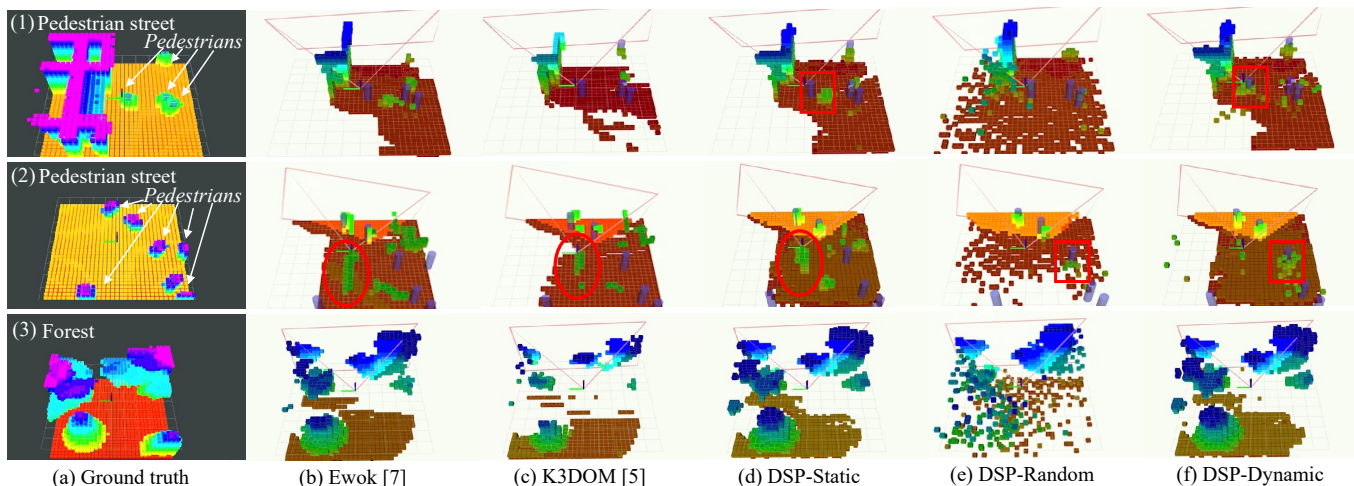 (1) Pedestrian street
Pedestrians
(2) Pedestrian street
Pedestrians
(3) Forest
(a) Ground truth
(b) Ewok [7]
(c) K3DOM [5]
(d) DSP-Static
(e) DSP-Random
(f) DSP-Dynamic